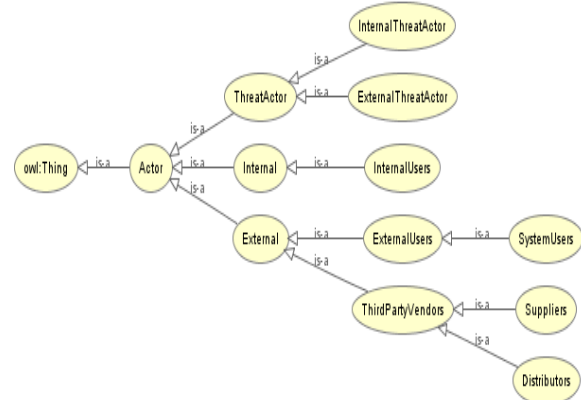 InternalThreatActor
is-a
ThreatActor
is-a
ExternalThreatActor
is-a
owl:Thing
is-a
Actor
is-a
Internal
is-a
InternalUsers
is-a
External
is-a
ExternalUsers
is-a
SystemUsers
is-a
ThirdPartyVendors
is-a
Suppliers
is-a
Distributors